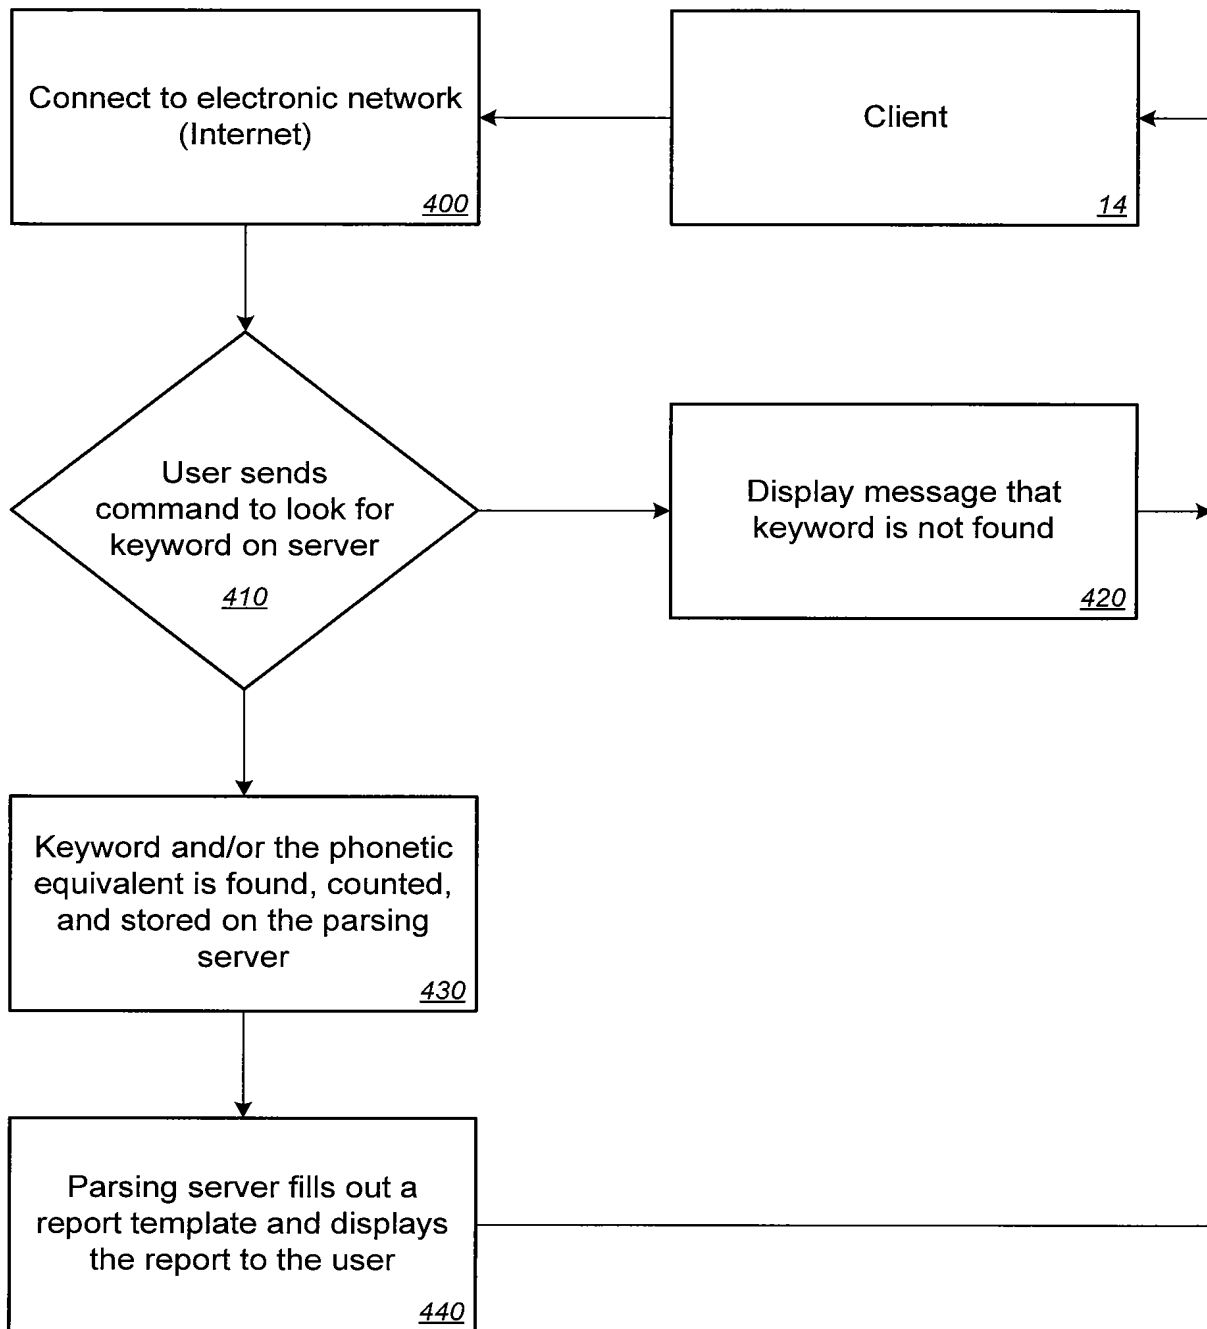 Connect to electronic network
(Internet)
400
Client
14
User sends
command to look for
keyword on server
410
Display message that
keyword is not found
420
Keyword and/or the phonetic
equivalent is found, counted,
and stored on the parsing
server
430
Parsing server fills out a
report template and displays
the report to the user
440